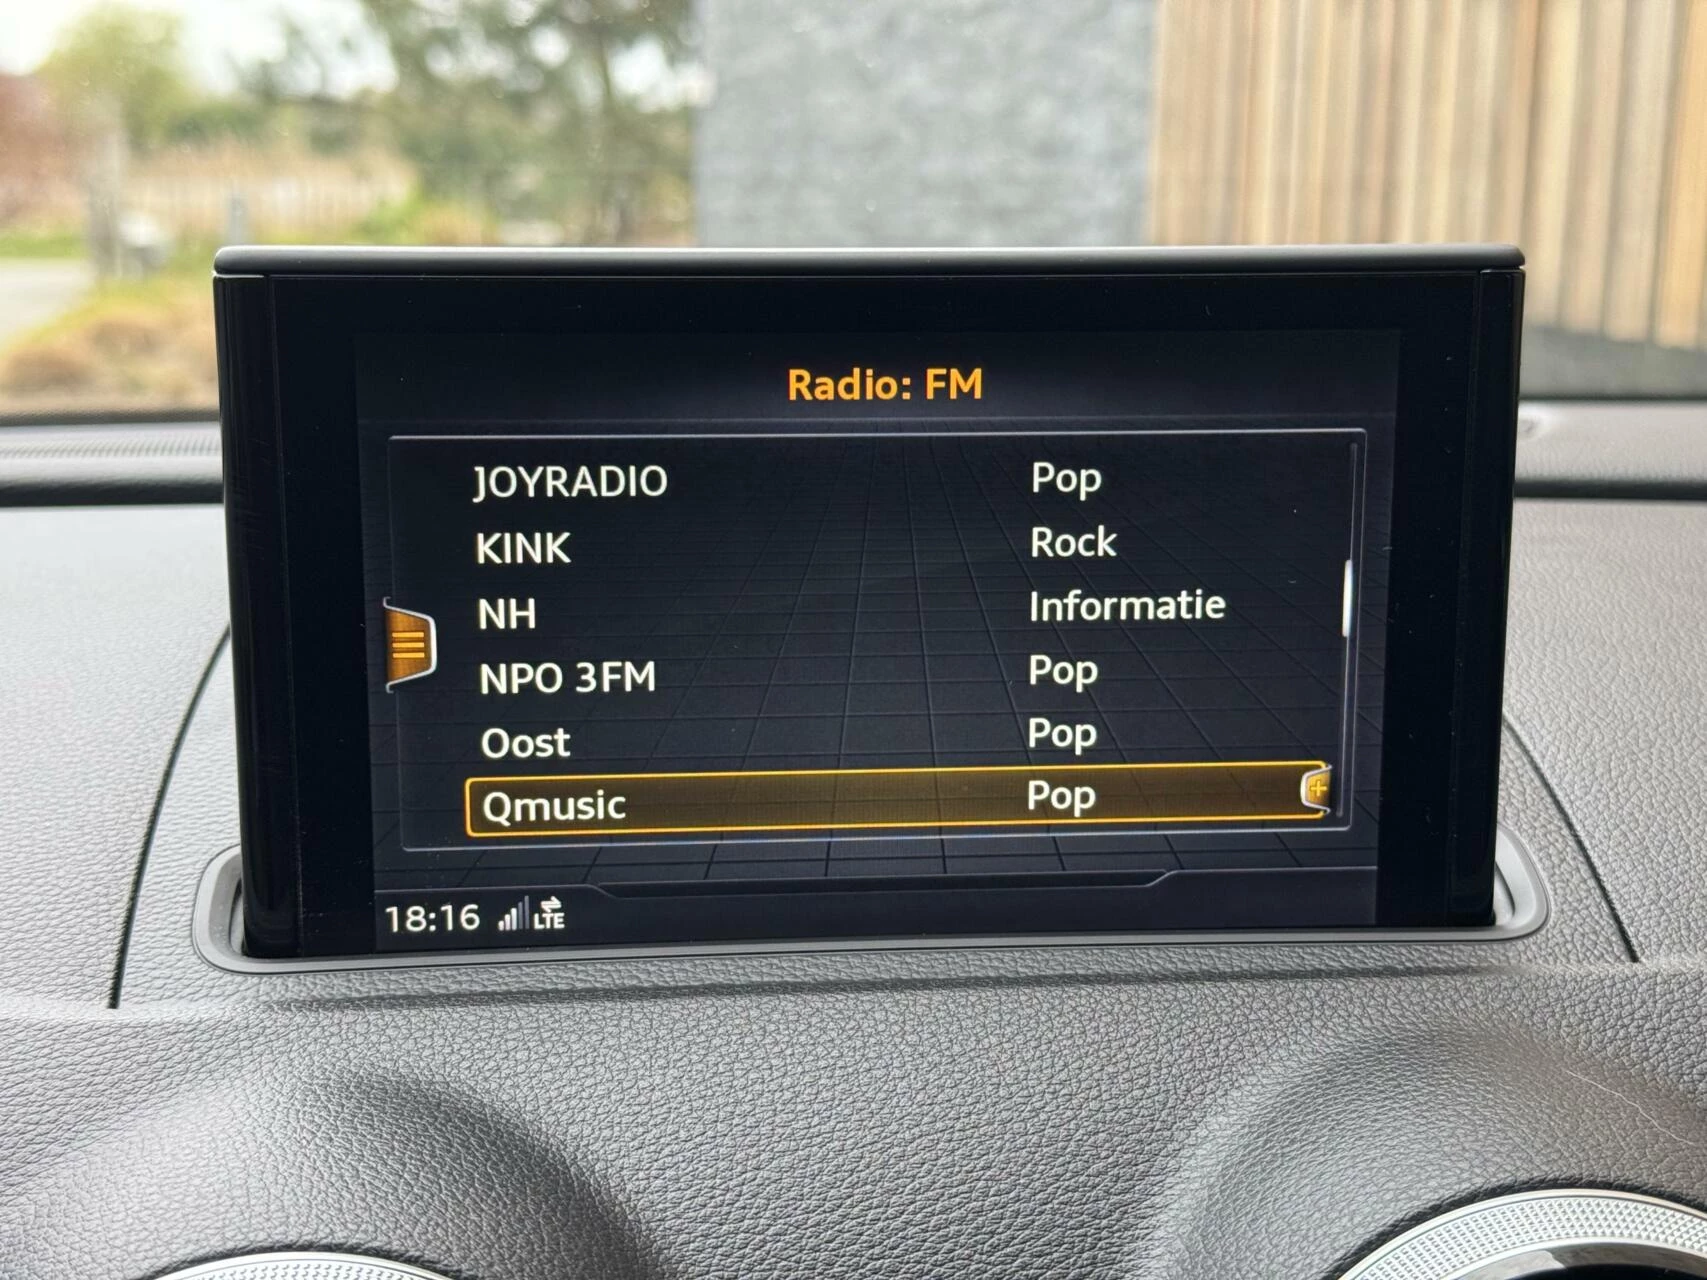 Radio: FM
JOYRADIO Pop
KINK Rock
NH Informatie
NPO 3FM Pop
Oost Pop
Qmusic Pop
18:16 LTE